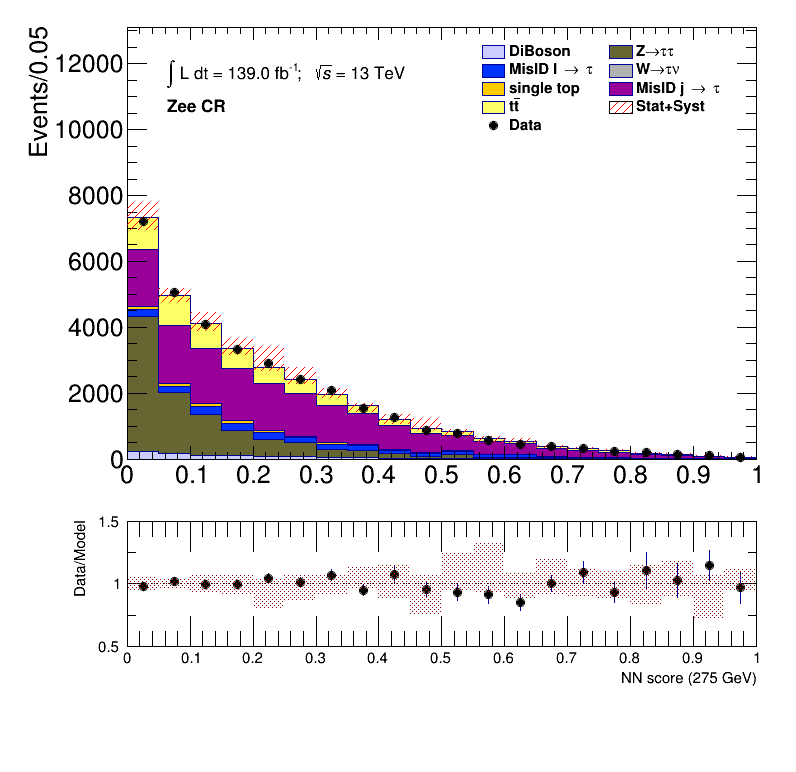 Events/0.05
12000
10000
8000
6000
4000
2000
0
∫ L dt = 139.0 fb⁻¹; √s = 13 TeV
Zee CR
DiBoson
MisID l → τ
single top
tt̄
Data
Z→ττ
W→τν
MisID j → τ
Stat+Syst
0 0.1 0.2 0.3 0.4 0.5 0.6 0.7 0.8 0.9 1
Data/Model
1.5
1
0.5
0 0.1 0.2 0.3 0.4 0.5 0.6 0.7 0.8 0.9 1
NN score (275 GeV)